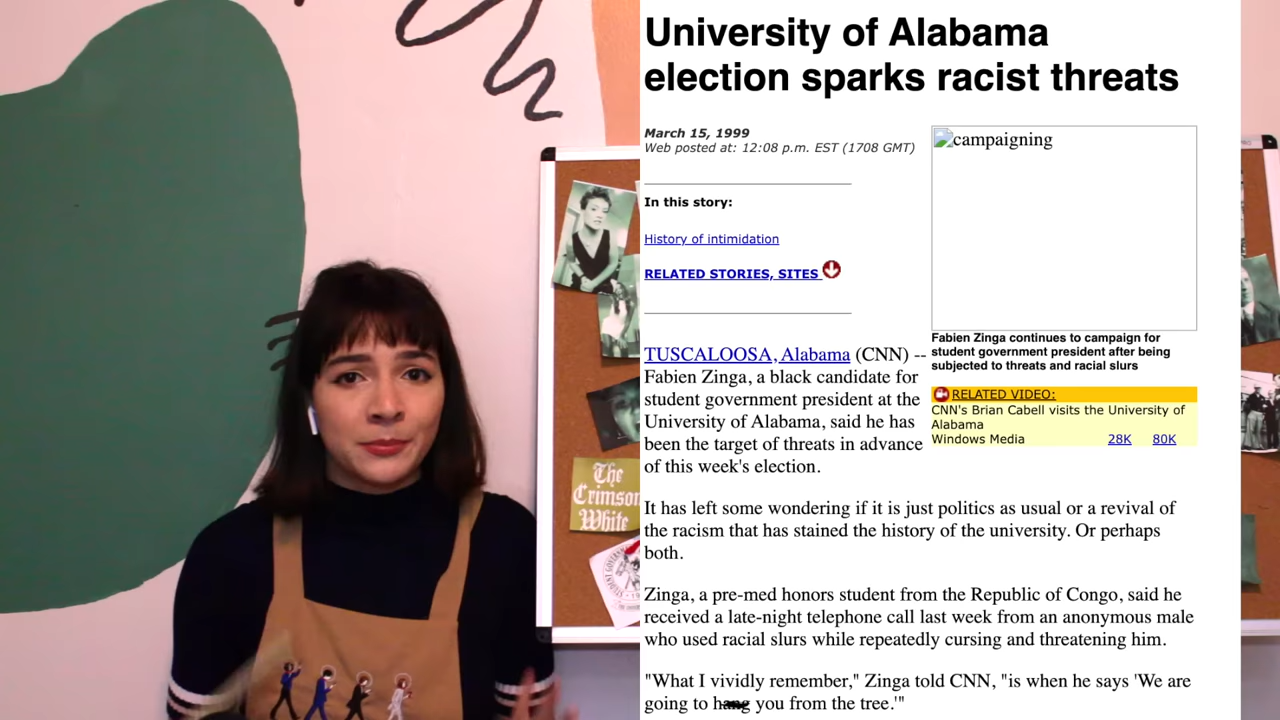 University of Alabama
election sparks racist threats
March 15, 1999
Web posted at: 12:08 p.m. EST (1708 GMT)
In this story:
History of intimidation
RELATED STORIES, SITES
campaigning
Fabien Zinga continues to campaign for
student government president after being
subjected to threats and racial slurs
RELATED VIDEO:
CNN's Brian Cabell visits the University of
Alabama
Windows Media 28K 80K
TUSCALOOSA, Alabama (CNN) --
Fabien Zinga, a black candidate for
student government president at the
University of Alabama, said he has
been the target of threats in advance
of this week's election.
It has left some wondering if it is just politics as usual or a revival of
the racism that has stained the history of the university. Or perhaps
both.
Zinga, a pre-med honors student from the Republic of Congo, said he
received a late-night telephone call last week from an anonymous male
who used racial slurs while repeatedly cursing and threatening him.
"What I vividly remember," Zinga told CNN, "is when he says 'We are
going to hang you from the tree.'"
The
Crimson
White